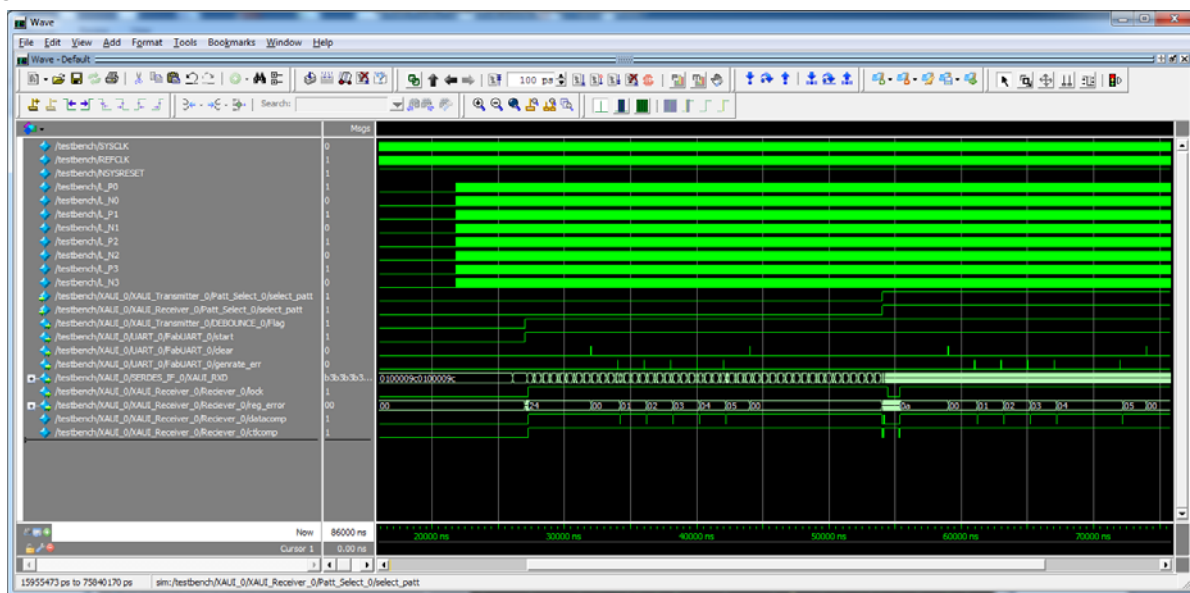 Wave
File Edit View Add Format Tools Bookmarks Window Help
Wave - Default
100 ps
Search:
Msgs
/testbench/SYSCLK 0
/testbench/REFCLK 1
/testbench/NSYSRESET 1
/testbench/L_P0 1
/testbench/L_N0 0
/testbench/L_P1 1
/testbench/L_N1 0
/testbench/L_P2 1
/testbench/L_N2 0
/testbench/L_P3 1
/testbench/L_N3 0
/testbench/XAUI_0/XAUI_Transmitter_0/Patt_Select_0/select_patt 1
/testbench/XAUI_0/XAUI_Receiver_0/Patt_Select_0/select_patt 1
/testbench/XAUI_0/XAUI_Transmitter_0/DEBOUNCE_0/Flag 1
/testbench/XAUI_0/UART_0/FabUART_0/start 1
/testbench/XAUI_0/UART_0/FabUART_0/clear 0
/testbench/XAUI_0/UART_0/FabUART_0/genrate_err 0
/testbench/XAUI_0/SERDES_IF_0/XAUI_RXD b3b3b3b3... 0100009c0100009c
/testbench/XAUI_0/XAUI_Receiver_0/Reciever_0/lock 1
/testbench/XAUI_0/XAUI_Receiver_0/Reciever_0/reg_error 00 00 24 00 01 02 03 04 05 00 0a 00 01 02 03 04 05 00
/testbench/XAUI_0/XAUI_Receiver_0/Reciever_0/datacomp 1
/testbench/XAUI_0/XAUI_Receiver_0/Reciever_0/ctlcomp 1
Now 86000 ns 20000 ns 30000 ns 40000 ns 50000 ns 60000 ns 70000 ns
Cursor 1 0.00 ns
15955473 ps to 75840170 ps sim:/testbench/XAUI_0/XAUI_Receiver_0/Patt_Select_0/select_patt